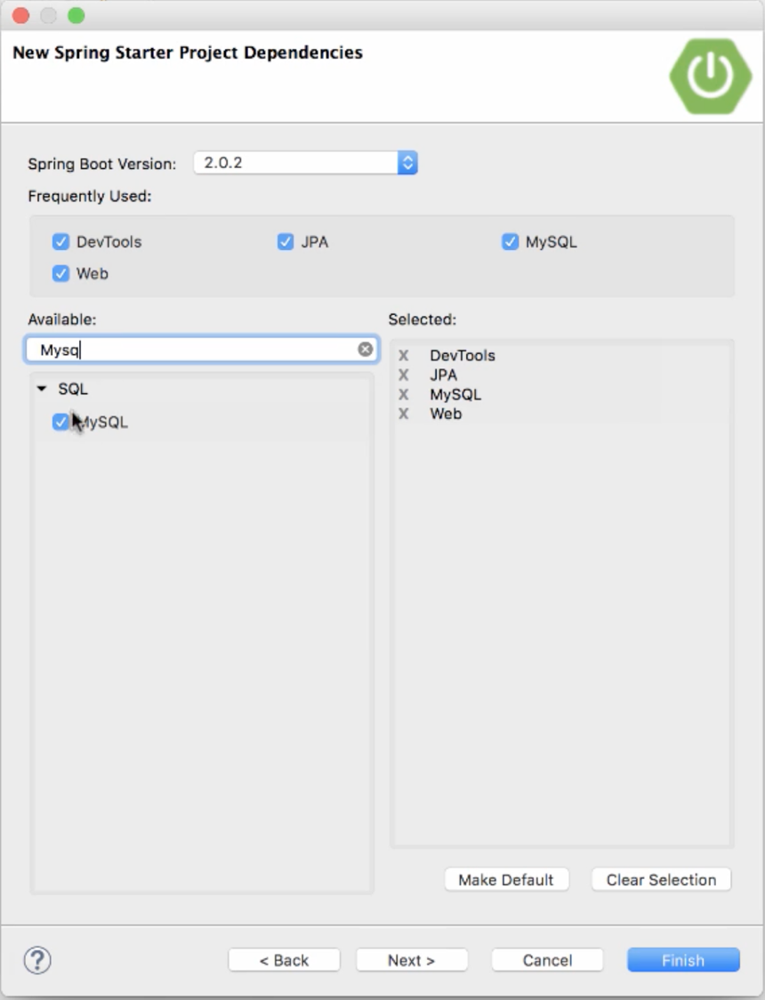 New Spring Starter Project Dependencies
Spring Boot Version: 2.0.2
Frequently Used:
DevTools JPA MySQL
Web
Available:
Mysq
SQL
MySQL
Selected:
X DevTools
X JPA
X MySQL
X Web
Make Default Clear Selection
? < Back Next > Cancel Finish